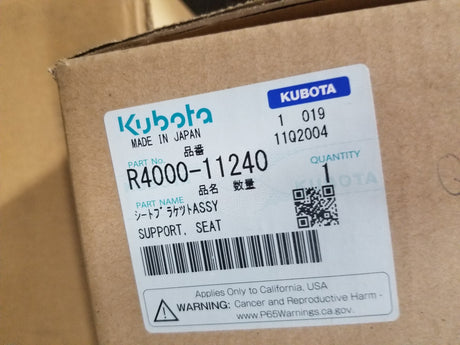 Kubota
KUBOTA
MADE IN JAPAN
1 019
11Q2004
品番
PART No.
R4000-11240
QUANTITY
1
品名 数量
PART NAME
シートブラケツトASSY
SUPORT, SEAT
Applies Only to California, USA
WARNING: Cancer and Reproductive Harm -
www.P65Warnings.ca.gov.